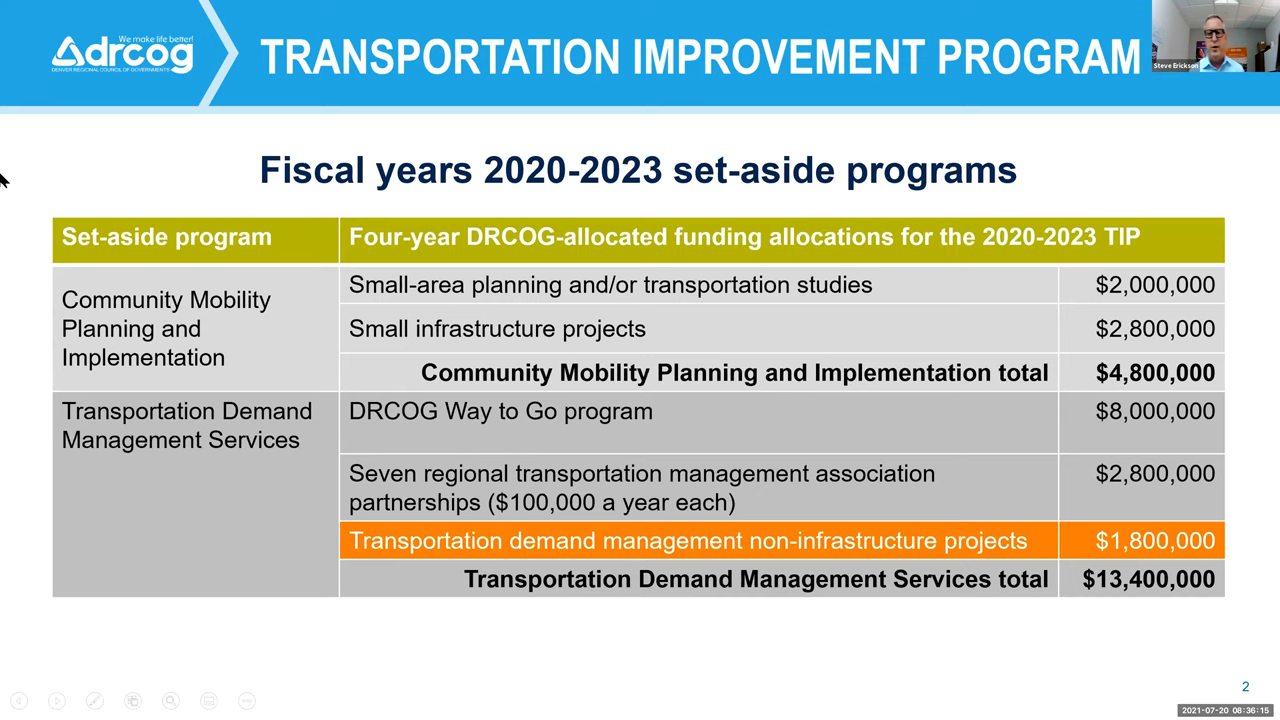 We make life better!
drcog
DENVER REGIONAL COUNCIL OF GOVERNMENTS
TRANSPORTATION IMPROVEMENT PROGRAM
Steve Erickson
Fiscal years 2020-2023 set-aside programs
Set-aside program
Four-year DRCOG-allocated funding allocations for the 2020-2023 TIP
Community Mobility
Planning and
Implementation
Small-area planning and/or transportation studies
$2,000,000
Small infrastructure projects
$2,800,000
Community Mobility Planning and Implementation total
$4,800,000
Transportation Demand
Management Services
DRCOG Way to Go program
$8,000,000
Seven regional transportation management association
partnerships ($100,000 a year each)
$2,800,000
Transportation demand management non-infrastructure projects
$1,800,000
Transportation Demand Management Services total
$13,400,000
2
2021-07-20 08:36:15